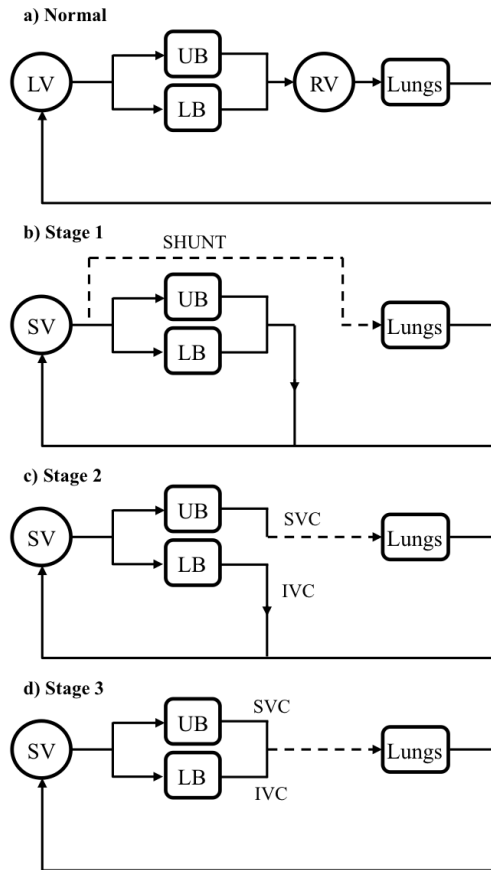 a) Normal
LV
UB
LB
RV
Lungs
b) Stage 1
SHUNT
SV
UB
LB
Lungs
c) Stage 2
SV
UB
LB
SVC
Lungs
IVC
d) Stage 3
SVC
SV
UB
LB
Lungs
IVC